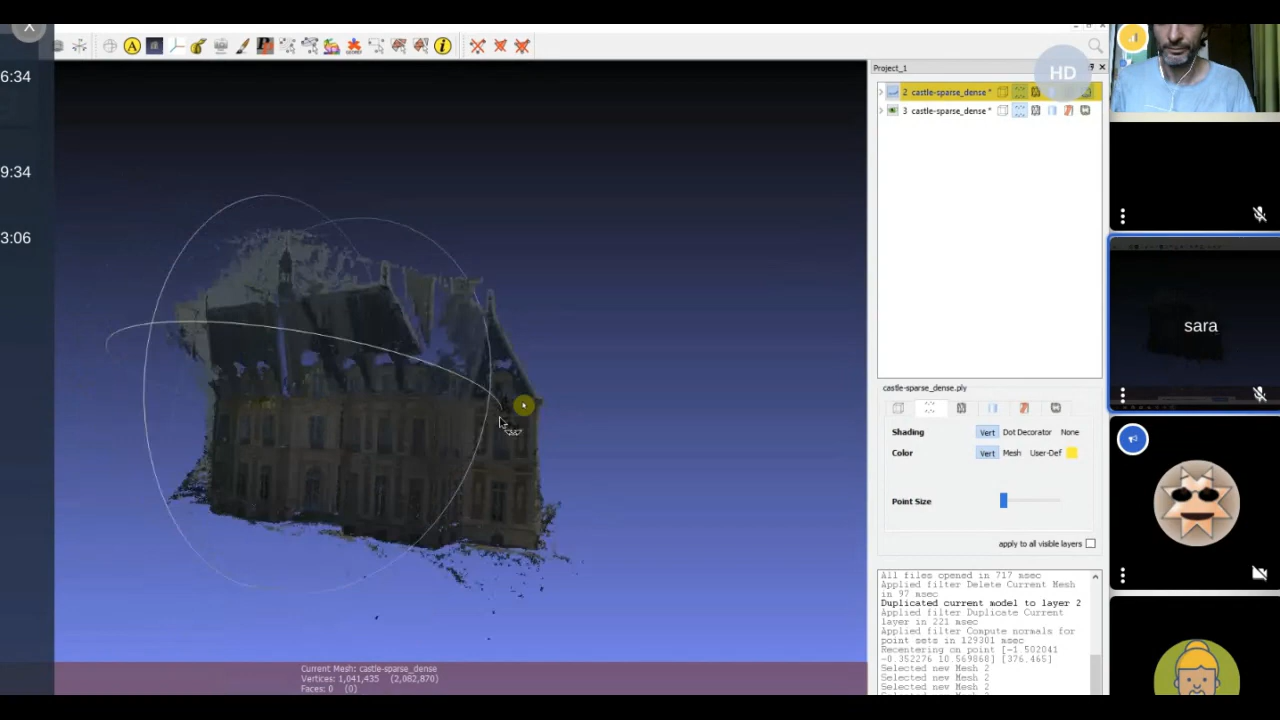 X
6:34
9:34
3:06
A
P
i
HD
Project_1
2 castle-sparse_dense *
3 castle-sparse_dense *
sara
castle-sparse_dense.ply
Shading Vert Dot Decorator None
Color Vert Mesh User-Def
Point Size
apply to all visible layers
All files opened in 717 msec
Applied filter Delete Current Mesh
in 97 msec
Duplicated current model to layer 2
Applied filter Duplicate Current
layer in 221 msec
Applied filter Compute normals for
point sets in 129301 msec
Recentering on point [-1.502041
-0.352276 10.569868] [376.465]
Selected new Mesh 2
Selected new Mesh 2
Selected new Mesh 2
Current Mesh: castle-sparse_dense
Vertices: 1,041,435 (2,082,870)
Faces: 0 (0)